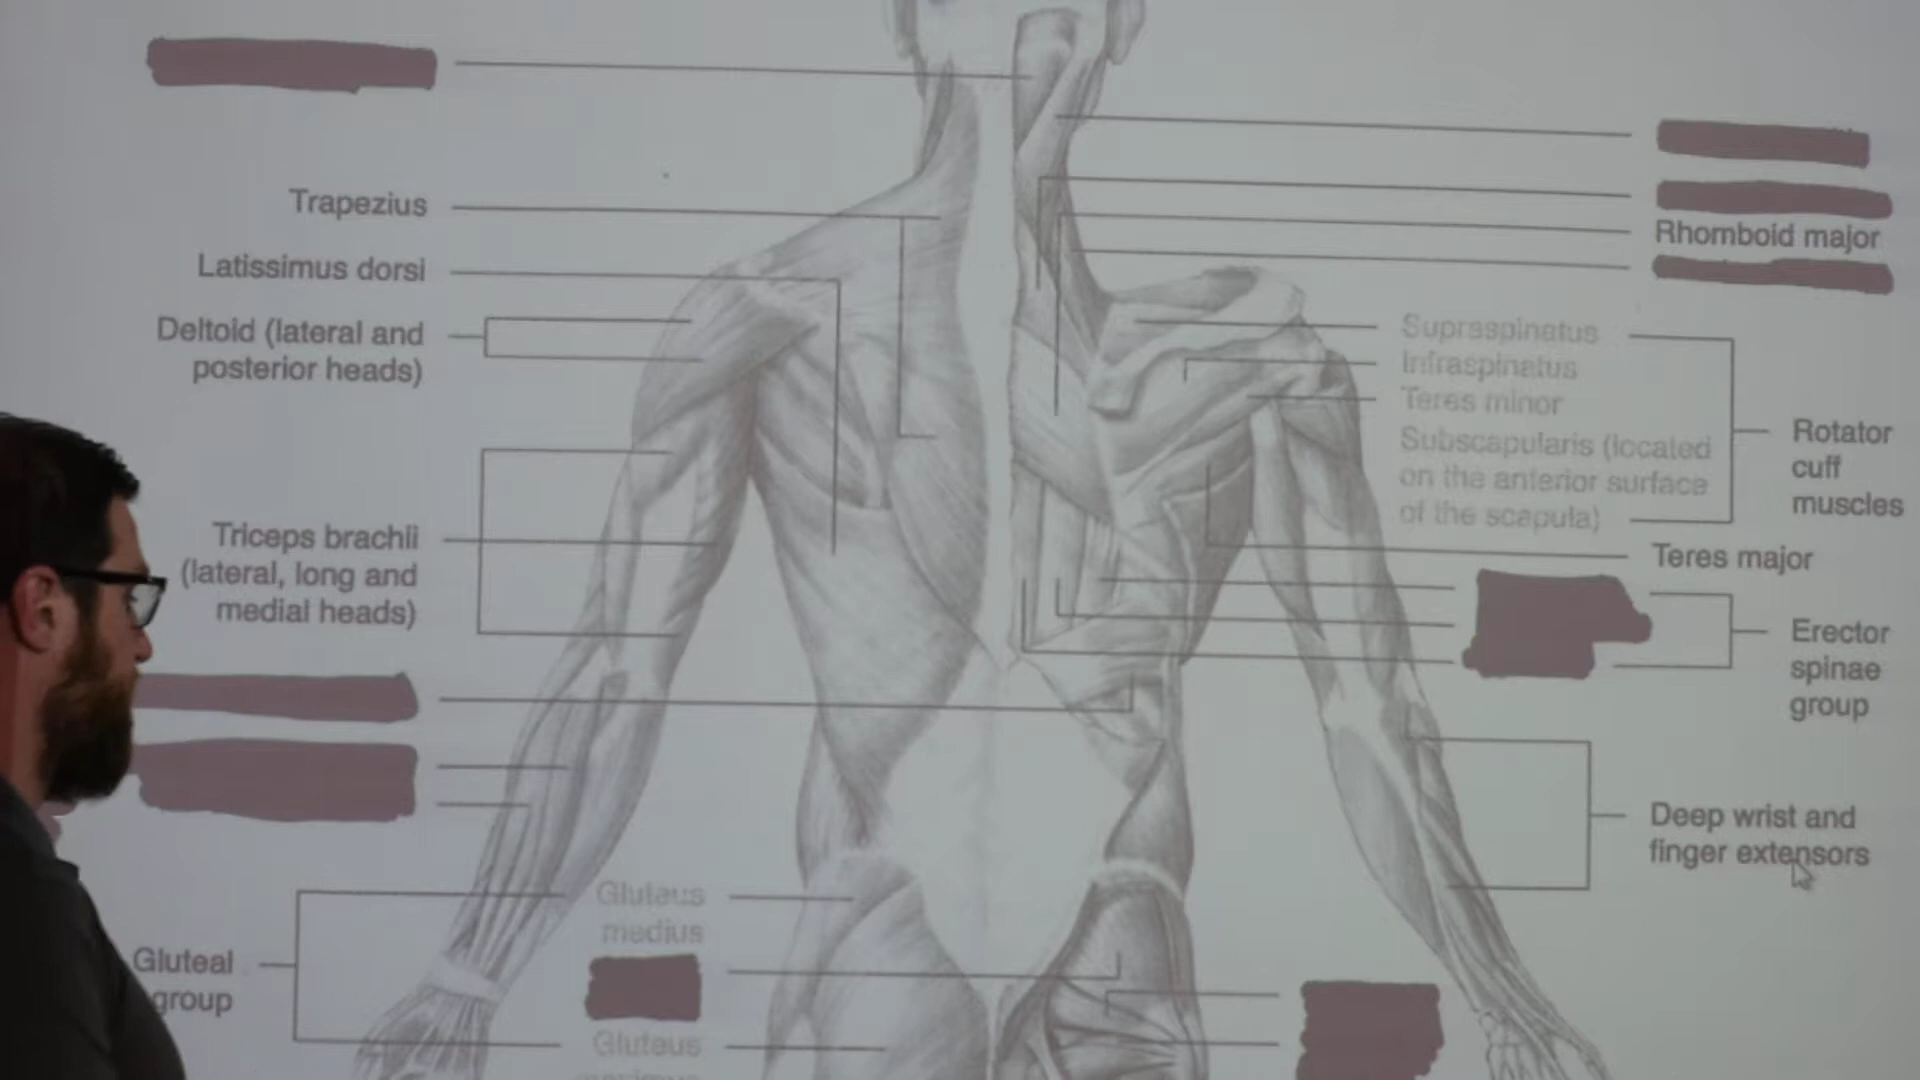 Trapezius
Latissimus dorsi
Deltoid (lateral and
posterior heads)
Triceps brachii
(lateral, long and
medial heads)
Gluteal
group
Gluteus
medius
Gluteus
Rhomboid major
Supraspinatus
Infraspinatus
Teres minor
Subscapularis (located
on the anterior surface
of the scapula)
Rotator
cuff
muscles
Teres major
Erector
spinae
group
Deep wrist and
finger extensors